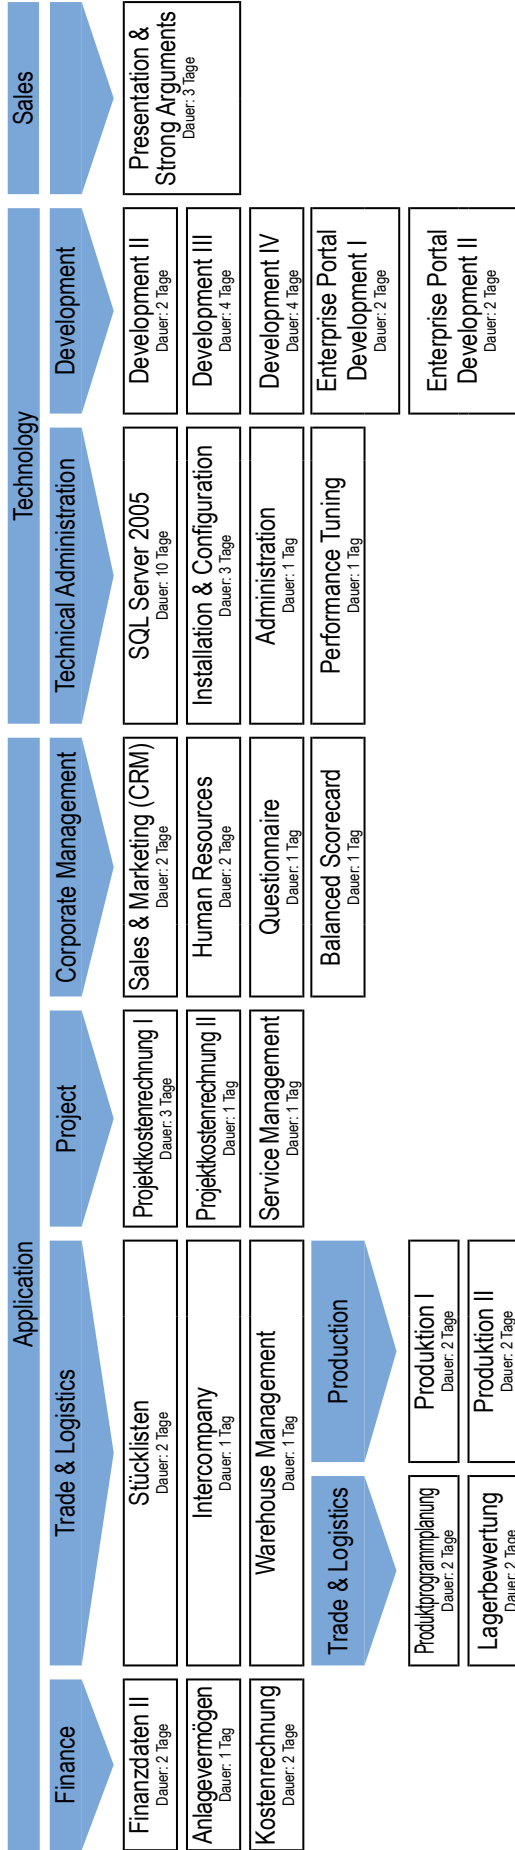 Application
Technology
Sales
Finance
Trade & Logistics
Project
Corporate Management
Technical Administration
Development
Finanzdaten II
Dauer: 2 Tage
Anlagevermögen
Dauer: 1 Tag
Kostenrechnung
Dauer: 2 Tage
Stücklisten
Dauer: 2 Tage
Intercompany
Dauer: 1 Tag
Warehouse Management
Dauer: 1 Tag
Trade & Logistics
Produktprogrammplanung
Dauer: 2 Tage
Lagerbewertung
Dauer: 2 Tage
Production
Produktion I
Dauer: 2 Tage
Produktion II
Dauer: 2 Tage
Projektkostenrechnung I
Dauer: 3 Tage
Projektkostenrechnung II
Dauer: 1 Tag
Service Management
Dauer: 1 Tag
Sales & Marketing (CRM)
Dauer: 2 Tage
Human Resources
Dauer: 2 Tage
Questionnaire
Dauer: 1 Tag
Balanced Scorecard
Dauer: 1 Tag
SQL Server 2005
Dauer: 10 Tage
Installation & Configuration
Dauer: 3 Tage
Administration
Dauer: 1 Tag
Performance Tuning
Dauer: 1 Tag
Development II
Dauer: 2 Tage
Development III
Dauer: 4 Tage
Development IV
Dauer: 4 Tage
Enterprise Portal
Development I
Dauer: 2 Tage
Enterprise Portal
Development II
Dauer: 2 Tage
Presentation &
Strong Arguments
Dauer: 3 Tage